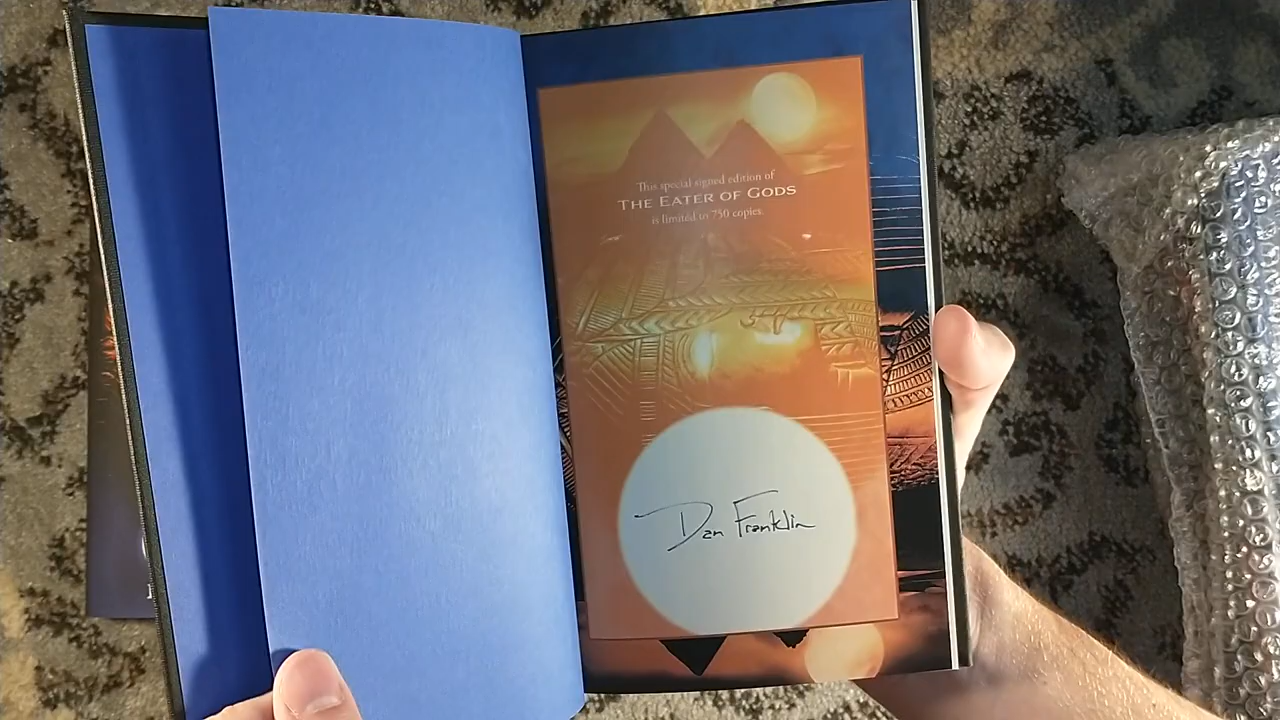 This special signed edition of
THE EATER OF GODS
is limited to 750 copies.
Dan Franklin